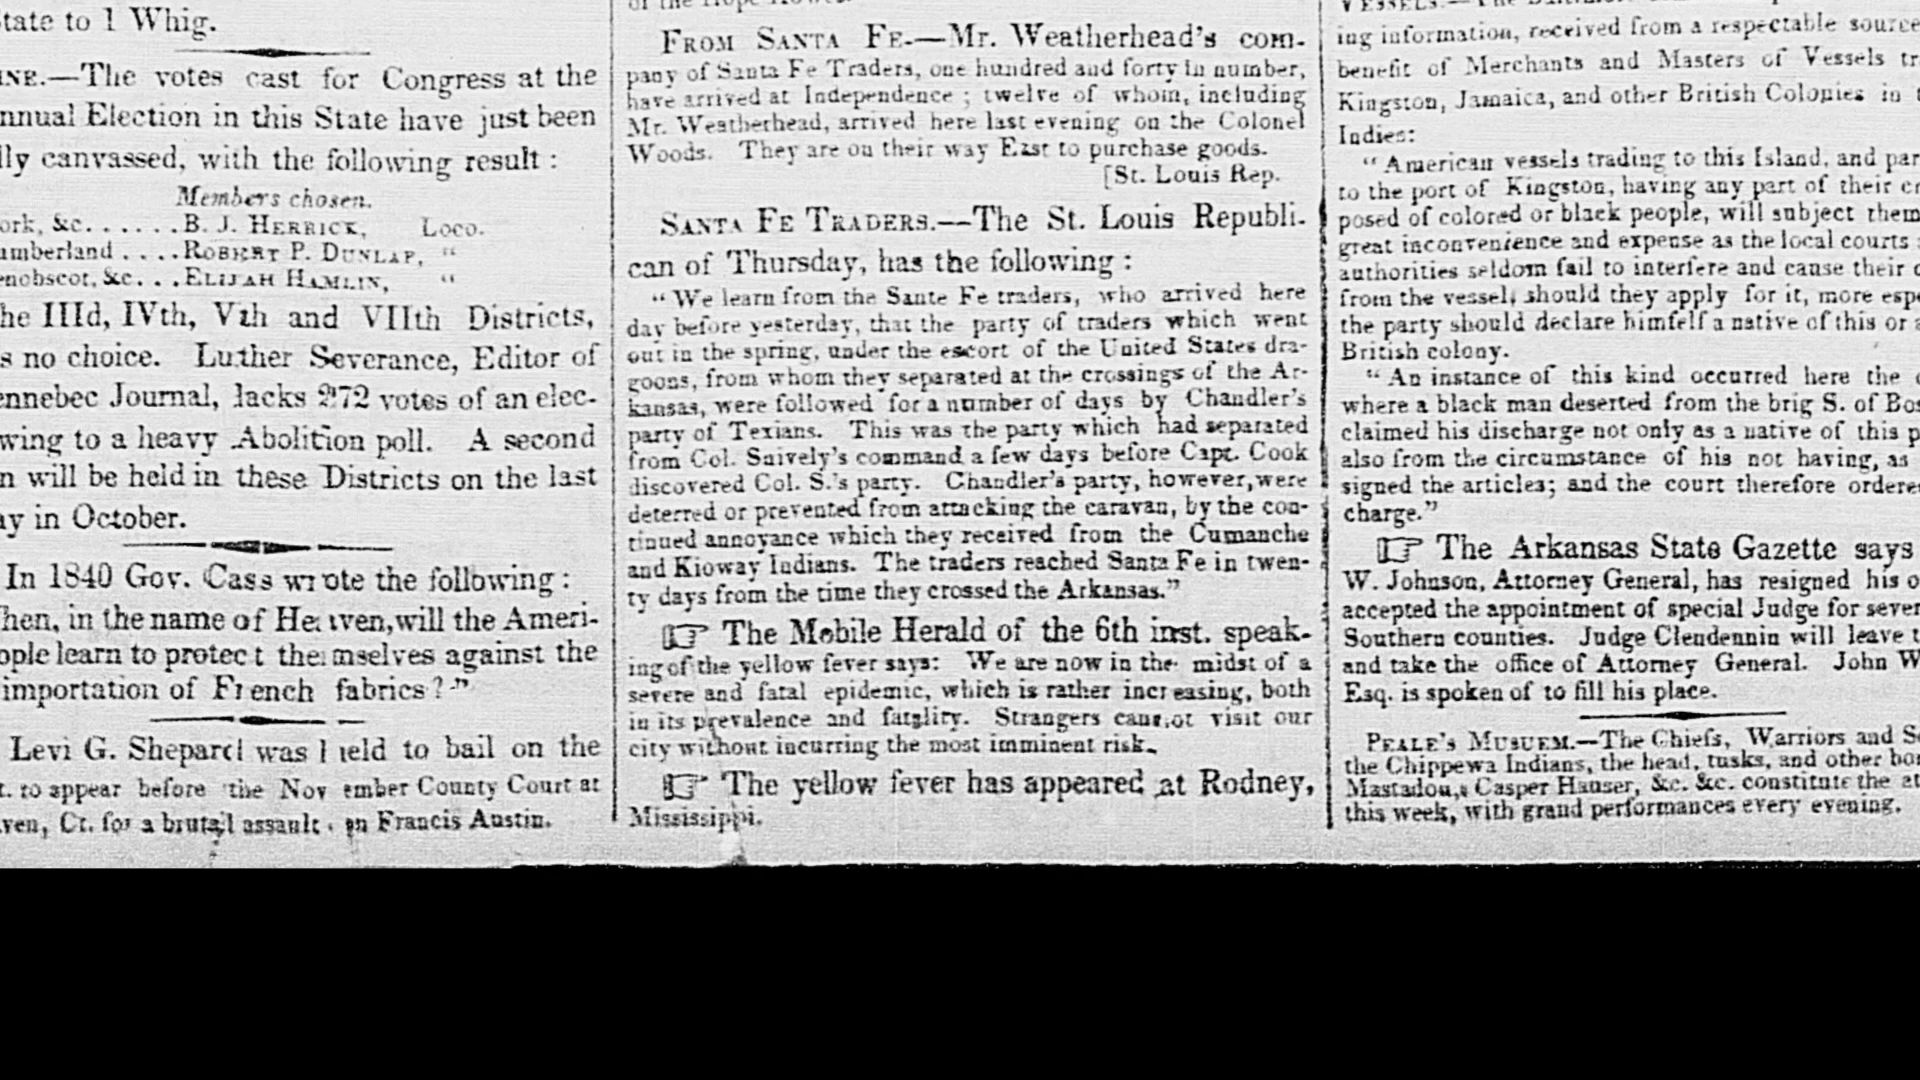 State to 1 Whig.
INE.—The votes cast for Congress at the
nnual Election in this State have just been
lly canvassed, with the following result :
Members chosen.
ork, &c......B. J. HERRICK, Loco.
umberland ....ROBERT P. DUNLAP, "
enobscot, &c...ELIJAH HAMLIN, "
he IIId, IVth, Vth and VIIth Districts,
s no choice. Luther Severance, Editor of
ennebec Journal, lacks 272 votes of an elec-
wing to a heavy Abolition poll. A second
n will be held in these Districts on the last
ay in October.
In 1840 Gov. Cass wrote the following :
hen, in the name of Heaven, will the Ameri-
ople learn to protect themselves against the
importation of French fabrics?"
Levi G. Shepard was held to bail on the
t. to appear before the November County Court at
ven, Ct. for a brutal assault on Francis Austin.
FROM SANTA FE.—Mr. Weatherhead's com-
pany of Santa Fe Traders, one hundred and forty in number,
have arrived at Independence ; twelve of whom, including
Mr. Weatherhead, arrived here last evening on the Colonel
Woods. They are on their way East to purchase goods.
[St. Louis Rep.
SANTA FE TRADERS.—The St. Louis Republi-
can of Thursday, has the following :
"We learn from the Sante Fe traders, who arrived here
day before yesterday, that the party of traders which went
out in the spring, under the escort of the United States dra-
goons, from whom they separated at the crossings of the Ar-
kansas, were followed for a number of days by Chandler's
party of Texians. This was the party which had separated
from Col. Snively's command a few days before Capt. Cook
discovered Col. S.'s party. Chandler's party, however, were
deterred or prevented from attacking the caravan, by the con-
tinued annoyance which they received from the Cumanche
and Kioway Indians. The traders reached Santa Fe in twen-
ty days from the time they crossed the Arkansas."
☞ The Mobile Herald of the 6th inst. speak-
ing of the yellow fever says: We are now in the midst of a
severe and fatal epidemic, which is rather increasing, both
in its prevalence and fatality. Strangers cannot visit our
city without incurring the most imminent risk.
☞ The yellow fever has appeared at Rodney,
Mississippi.
ing information, received from a respectable source
benefit of Merchants and Masters of Vessels tr
Kingston, Jamaica, and other British Colonies in t
Indies:
"American vessels trading to this Island, and par
to the port of Kingston, having any part of their cr
posed of colored or black people, will subject them
great inconvenience and expense as the local courts
authorities seldom fail to interfere and cause their d
from the vessel, should they apply for it, more espe
the party should declare himself a native of this or a
British colony.
"An instance of this kind occurred here the
where a black man deserted from the brig S. of Bos
claimed his discharge not only as a native of this p
also from the circumstance of his not having, as
signed the articles; and the court therefore ordere
charge."
☞ The Arkansas State Gazette says
W. Johnson, Attorney General, has resigned his o
accepted the appointment of special Judge for sever
Southern counties. Judge Clendennin will leave t
and take the office of Attorney General. John W
Esq. is spoken of to fill his place.
PEALE'S MUSUEM.—The Chiefs, Warriors and S
the Chippewa Indians, the head, tusks, and other bo
Mastadon, Casper Hauser, &c. &c. constitute the at
this week, with grand performances every evening.